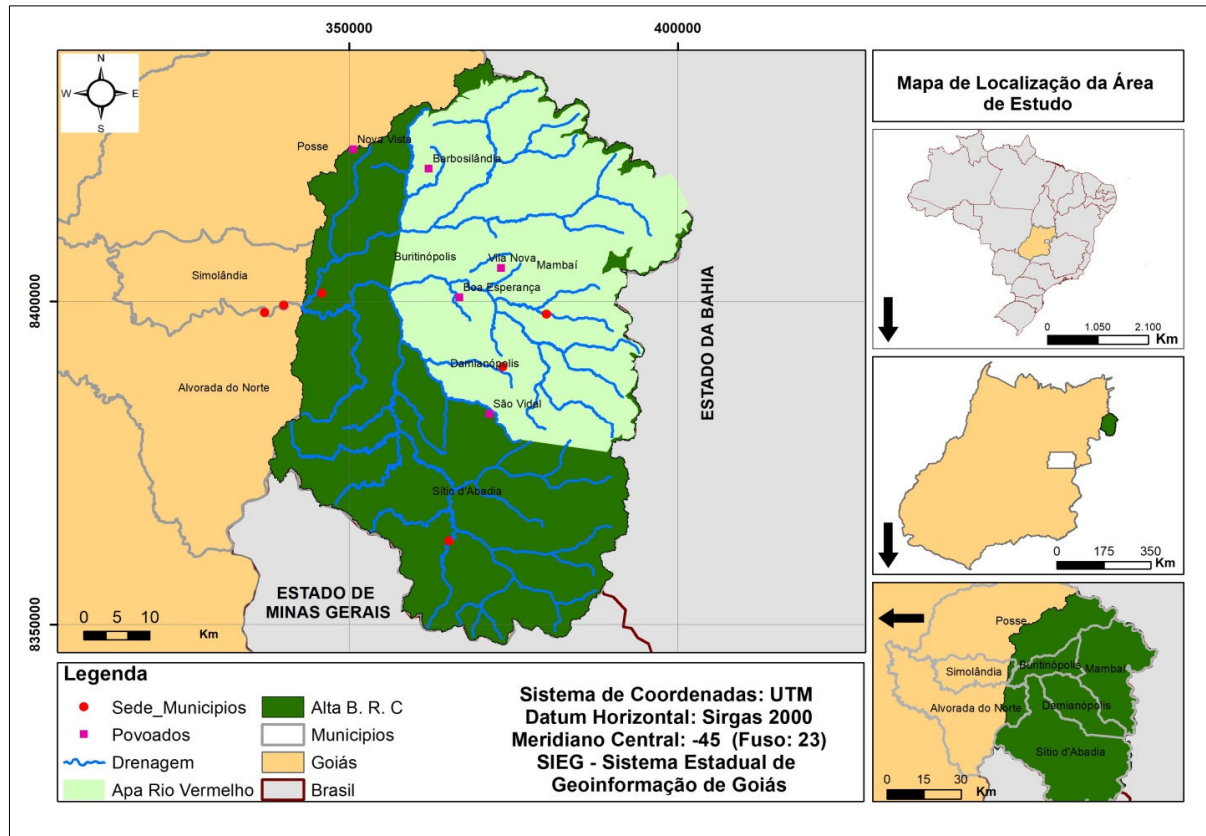 350000
400000
8400000
8350000
N
W
E
S
Posse
Nova Vista
Barbosilândia
Buritinópolis
Vila Nova
Mambaí
Simolândia
Boa Esperança
Damianópolis
Alvorada do Norte
São Vidal
Sítio d'Abadia
ESTADO DA BAHIA
ESTADO DE
MINAS GERAIS
0 5 10
Km
Mapa de Localização da Área
de Estudo
0 1.050 2.100
Km
0 175 350
Km
Posse
Simolândia
Buritinópolis
Mambaí
Alvorada do Norte
Damianópolis
Sítio d'Abadia
0 15 30
Km
Legenda
Sede_Municipios
Povoados
Drenagem
Apa Rio Vermelho
Alta B. R. C
Municipios
Goiás
Brasil
Sistema de Coordenadas: UTM
Datum Horizontal: Sirgas 2000
Meridiano Central: -45 (Fuso: 23)
SIEG - Sistema Estadual de
Geoinformação de Goiás